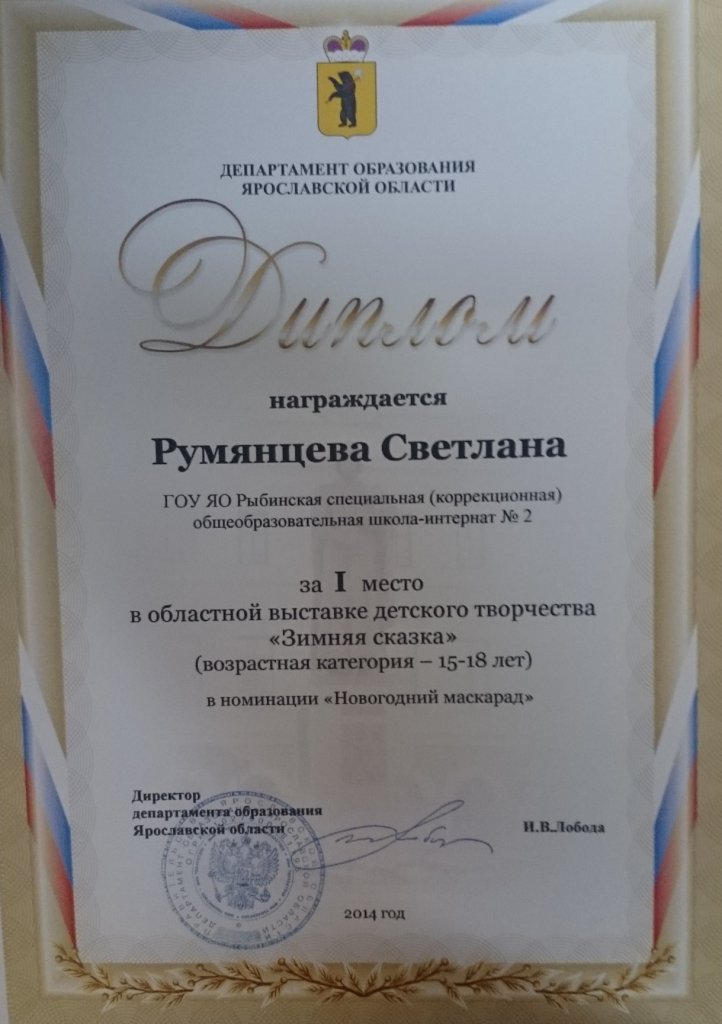 ДЕПАРТАМЕНТ ОБРАЗОВАНИЯ
ЯРОСЛАВСКОЙ ОБЛАСТИ
Диплом
награждается
Румянцева Светлана
ГОУ ЯО Рыбинская специальная (коррекционная)
общеобразовательная школа-интернат № 2
за I место
в областной выставке детского творчества
«Зимняя сказка»
(возрастная категория – 15-18 лет)
в номинации «Новогодний маскарад»
Директор
департамента образования
Ярославской области
И.В.Лобода
2014 год